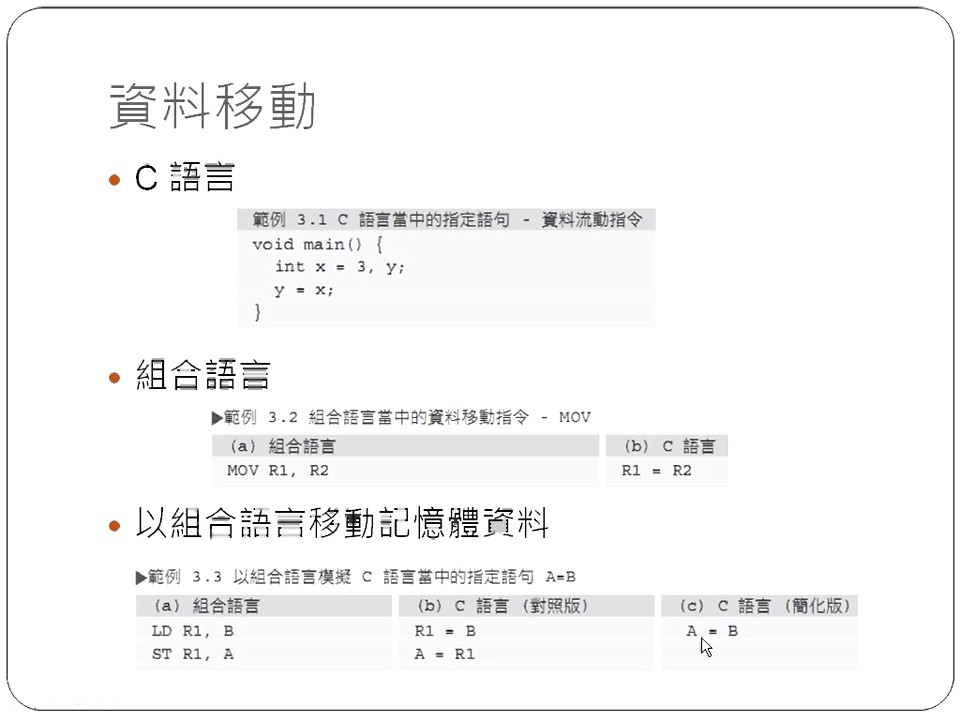 資料移動
• C 語言
範例 3.1 C 語言當中的指定語句 - 資料流動指令
void main() {
int x = 3, y;
y = x;
}
• 組合語言
▶範例 3.2 組合語言當中的資料移動指令 - MOV
(a) 組合語言 (b) C 語言
MOV R1, R2 R1 = R2
• 以組合語言移動記憶體資料
▶範例 3.3 以組合語言模擬 C 語言當中的指定語句 A=B
(a) 組合語言 (b) C 語言 (對照版) (c) C 語言 (簡化版)
LD R1, B R1 = B A = B
ST R1, A A = R1